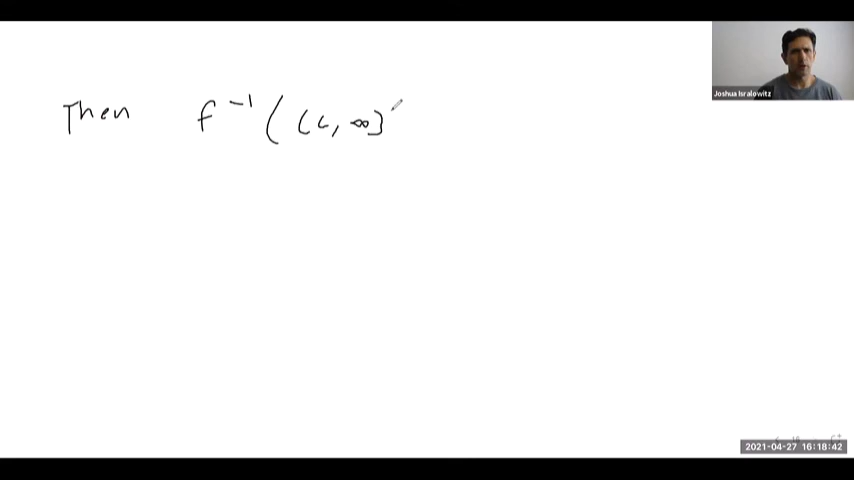 Joshua Isralowitz
Then f⁻¹((c, ∞]
2021-04-27 16:18:42